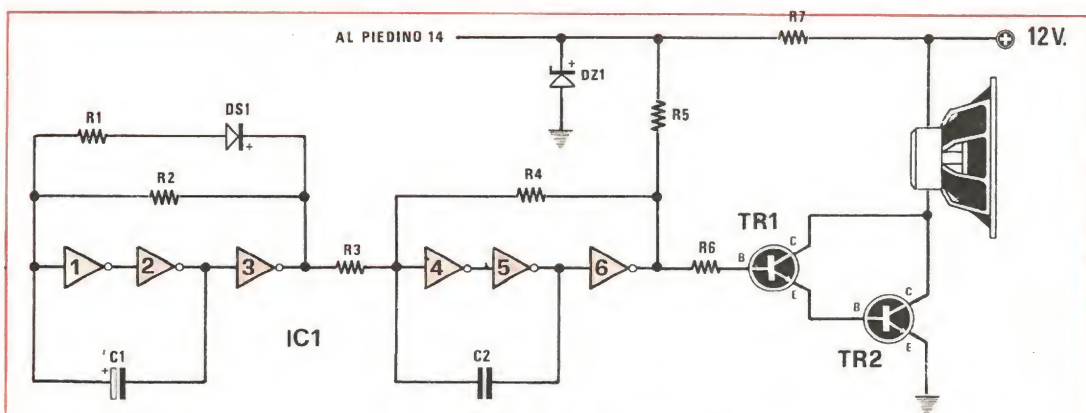 R7
AL PIEDINO 14
12V.
DZ1
R1
DS1
R5
R2
R4
TR1
R3
R6
C
B
1
2
3
4
5
6
E
C
B
IC1
C1
C2
TR2
E